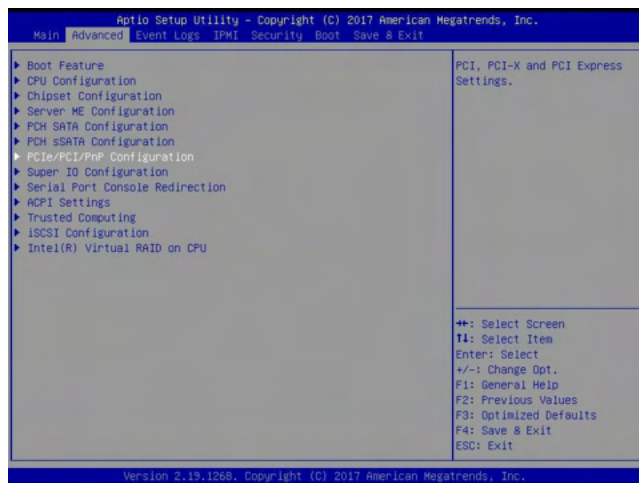 Aptio Setup Utility - Copyright (C) 2017 American Megatrends, Inc.
Main Advanced Event Logs IPMI Security Boot Save & Exit
Boot Feature
CPU Configuration
Chipset Configuration
Server ME Configuration
PCH SATA Configuration
PCH sSATA Configuration
PCIe/PCI/PnP Configuration
Super IO Configuration
Serial Port Console Redirection
ACPI Settings
Trusted Computing
iSCSI Configuration
Intel(R) Virtual RAID on CPU
PCI, PCI-X and PCI Express
Settings.
→←: Select Screen
↑↓: Select Item
Enter: Select
+/-: Change Opt.
F1: General Help
F2: Previous Values
F3: Optimized Defaults
F4: Save & Exit
ESC: Exit
Version 2.19.1268. Copyright (C) 2017 American Megatrends, Inc.